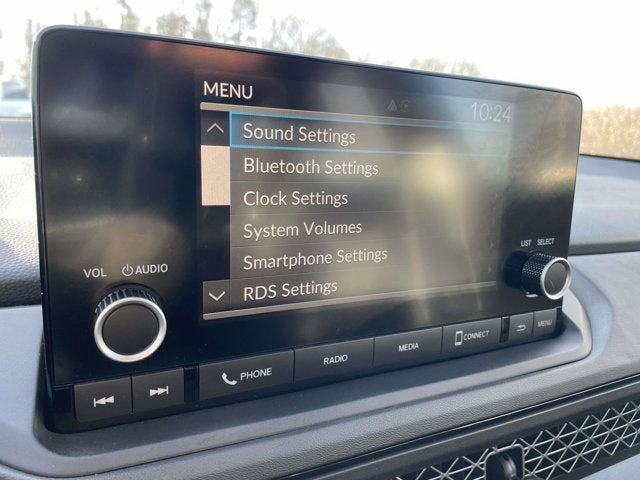 MENU
10:24
Sound Settings
Bluetooth Settings
Clock Settings
System Volumes
Smartphone Settings
RDS Settings
VOL AUDIO
LIST SELECT
PHONE
RADIO
MEDIA
CONNECT
MENU